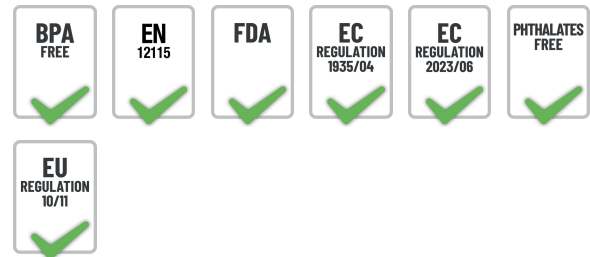 BPA
FREE
EN
12115
FDA
EC
REGULATION
1935/04
EC
REGULATION
2023/06
PHTHALATES
FREE
EU
REGULATION
10/11